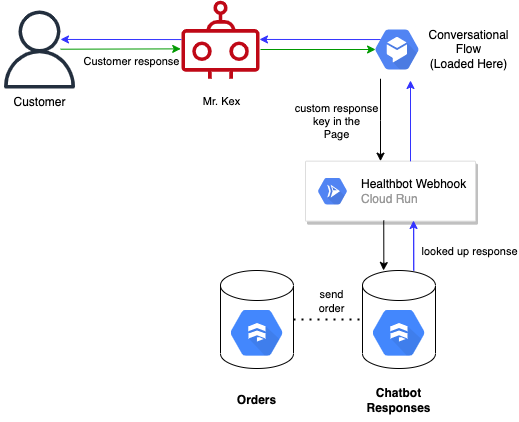 Conversational
Flow
(Loaded Here)
Customer response
Customer
Mr. Kex
custom response
key in the
Page
Healthbot Webhook
Cloud Run
looked up response
send
order
Orders
Chatbot
Responses